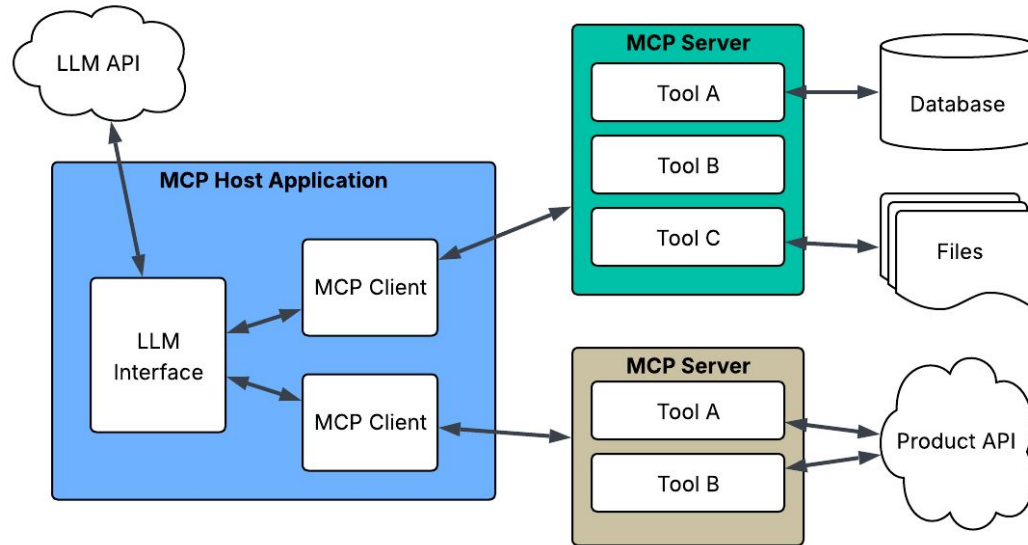 LLM API
MCP Host Application
LLM
Interface
MCP Client
MCP Client
MCP Server
Tool A
Tool B
Tool C
Database
Files
MCP Server
Tool A
Tool B
Product API